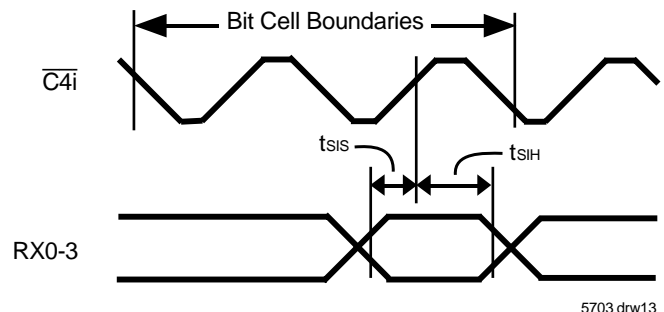 Bit Cell Boundaries
C4i
tSIS
tSIH
RX0-3
5703 drw13